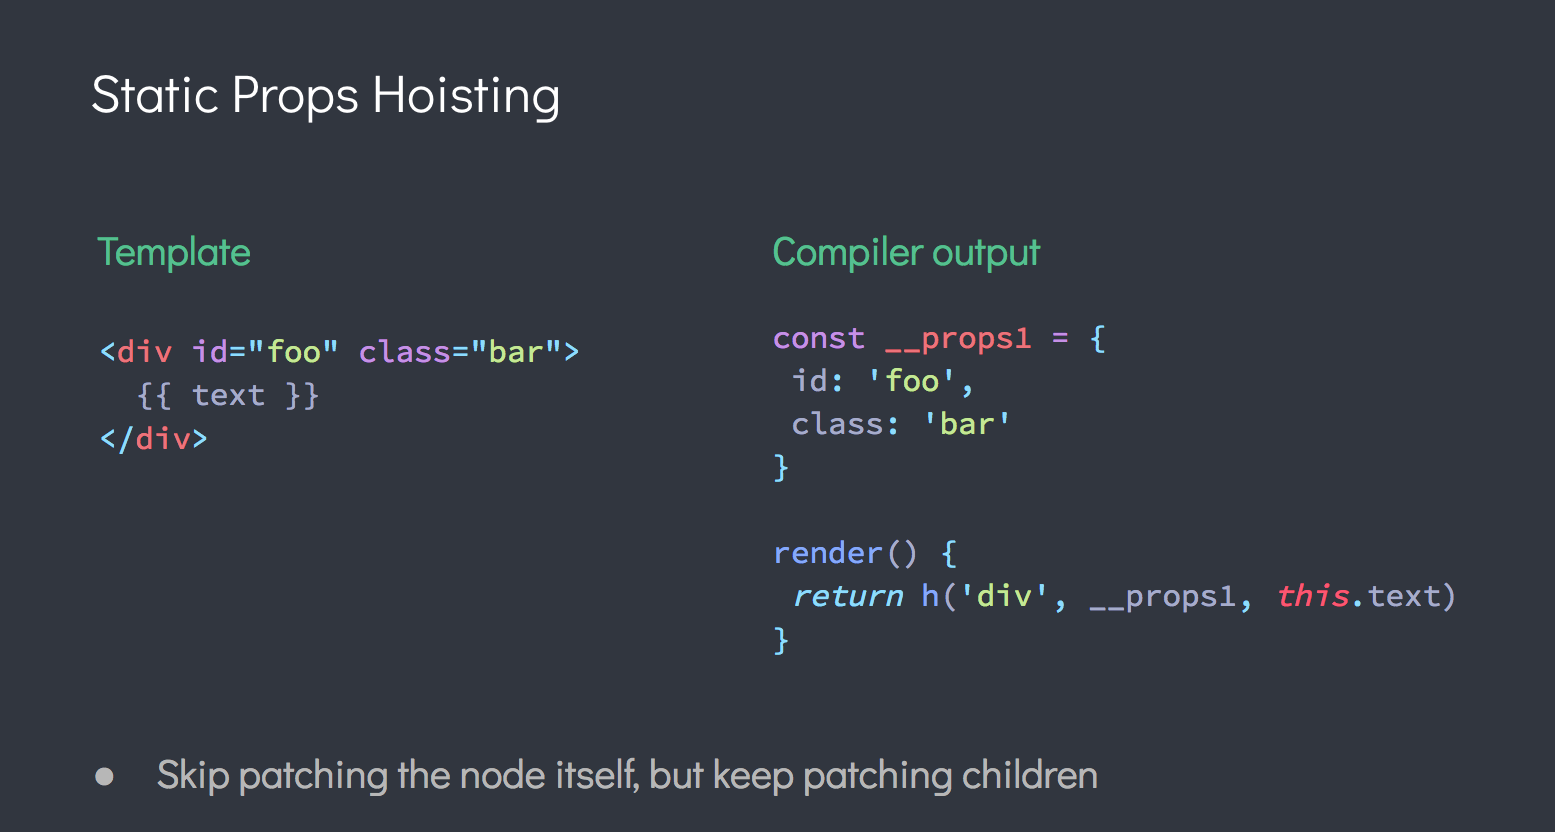 Static Props Hoisting
Template
<div id="foo" class="bar">
  {{ text }}
</div>
Compiler output
const __props1 = {
 id: 'foo',
 class: 'bar'
}
render() {
 return h('div', __props1, this.text)
}
● Skip patching the node itself, but keep patching children